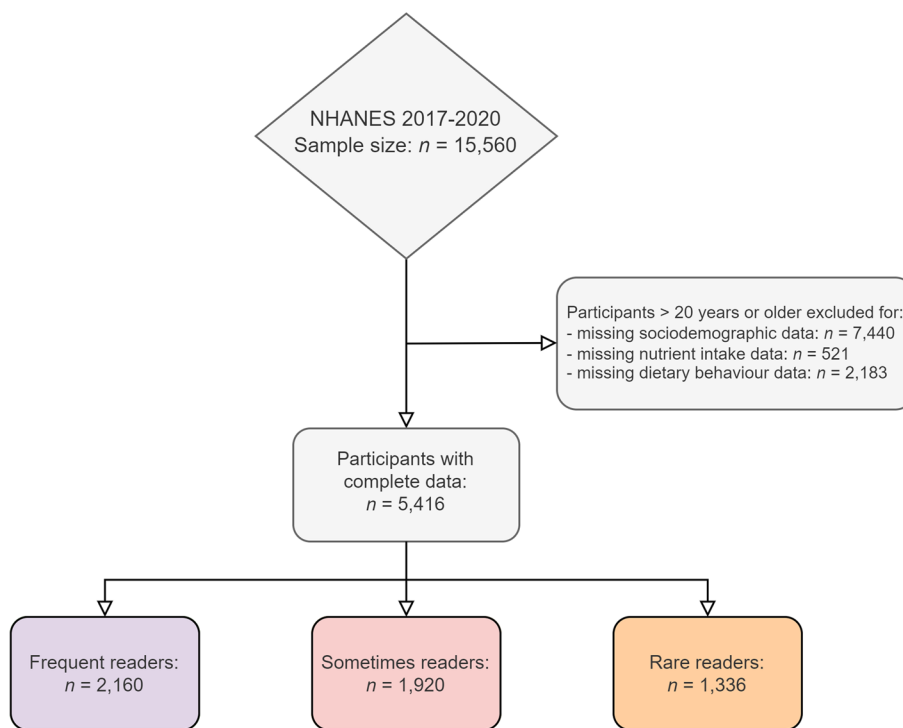 NHANES 2017-2020
Sample size: n = 15,560
Participants > 20 years or older excluded for:
- missing sociodemographic data: n = 7,440
- missing nutrient intake data: n = 521
- missing dietary behaviour data: n = 2,183
Participants with
complete data:
n = 5,416
Frequent readers:
n = 2,160
Sometimes readers:
n = 1,920
Rare readers:
n = 1,336